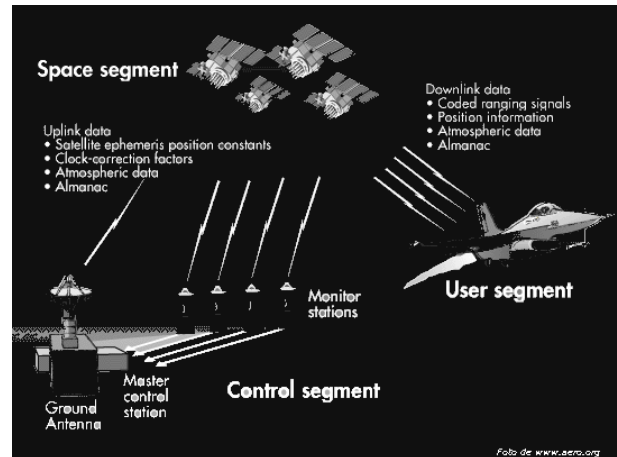 Space segment
Downlink data
• Coded ranging signals
• Position information
• Atmospheric data
• Almanac
Uplink data
• Satellite ephemeris position constants
• Clock-correction factors
• Atmospheric data
• Almanac
User segment
Monitor
stations
Control segment
Master
control
station
Ground
Antenna
Foto de www.aero.org